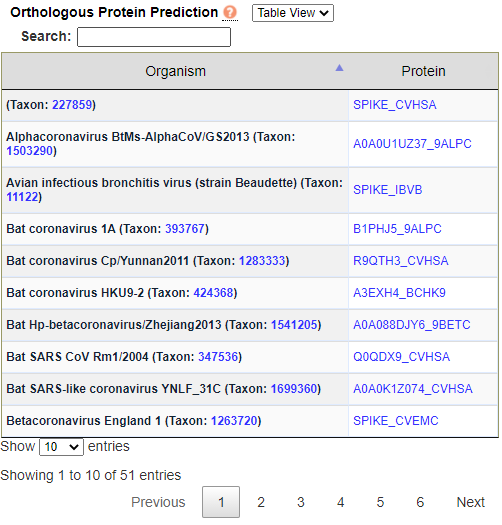 Orthologous Protein Prediction ? Table View
Search:
Organism Protein
(Taxon: 227859) SPIKE_CVHSA
Alphacoronavirus BtMs-AlphaCoV/GS2013 (Taxon:
1503290) A0A0U1UZ37_9ALPC
Avian infectious bronchitis virus (strain Beaudette) (Taxon:
11122) SPIKE_IBVB
Bat coronavirus 1A (Taxon: 393767) B1PHJ5_9ALPC
Bat coronavirus Cp/Yunnan2011 (Taxon: 1283333) R9QTH3_CVHSA
Bat coronavirus HKU9-2 (Taxon: 424368) A3EXH4_BCHK9
Bat Hp-betacoronavirus/Zhejiang2013 (Taxon: 1541205) A0A088DJY6_9BETC
Bat SARS CoV Rm1/2004 (Taxon: 347536) Q0QDX9_CVHSA
Bat SARS-like coronavirus YNLF_31C (Taxon: 1699360) A0A0K1Z074_CVHSA
Betacoronavirus England 1 (Taxon: 1263720) SPIKE_CVEMC
Show 10 entries
Showing 1 to 10 of 51 entries
Previous 1 2 3 4 5 6 Next